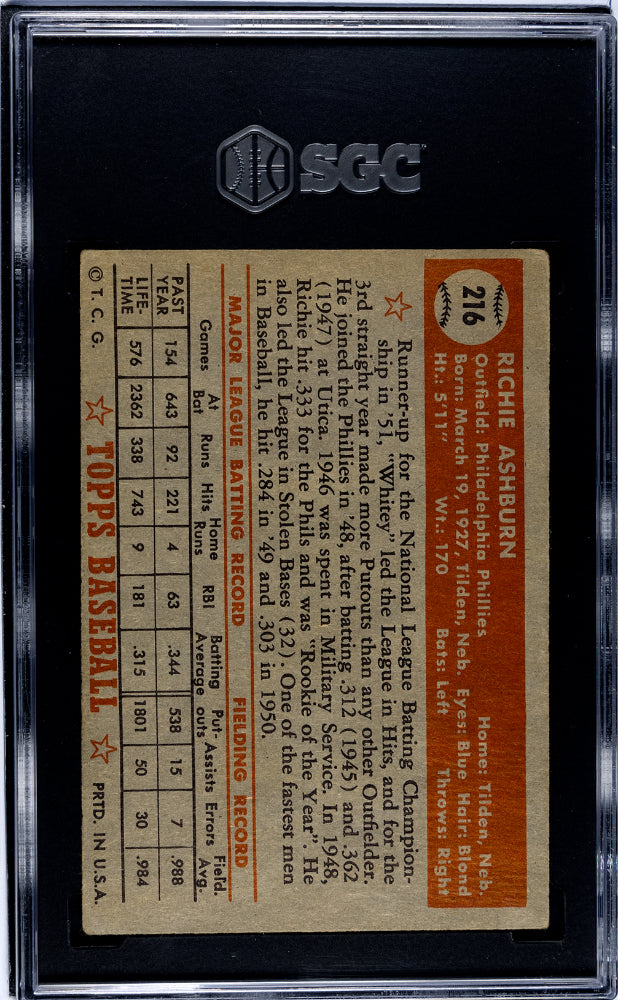 SGC
216
RICHIE ASHBURN
Outfield: Philadelphia Phillies Home: Tilden, Neb.
Born: March 19, 1927, Tilden, Neb. Eyes: Blue Hair: Blond
Ht.: 5'11" Wt.: 170 Bats: Left Throws: Right
Runner-up for the National League Batting Champion-
ship in '51, "Whitey' led the League in Hits, and for the
3rd straight year made more Putouts than any other Outfielder.
He joined the Phillies in '48, after batting .312 (1945) and .362
(1947) at Utica. 1946 was spent in Military Service. In 1948,
Richie hit .333 for the Phils and was "Rookie of the Year". He
also led the League in Stolen Bases (32). One of the fastest men
in Baseball, he hit .284 in '49 and .303 in 1950.
MAJOR LEAGUE BATTING RECORD FIELDING RECORD
Games At Bat Runs Hits Home Runs RBI Batting Average Put-outs Assists Errors Field. Avg.
PAST YEAR 154 643 92 221 4 63 .344 538 15 7 .988
LIFE-TIME 576 2362 338 743 9 181 .315 1801 50 30 .984
© T. C. G. TOPPS BASEBALL PRTD. IN U.S.A.